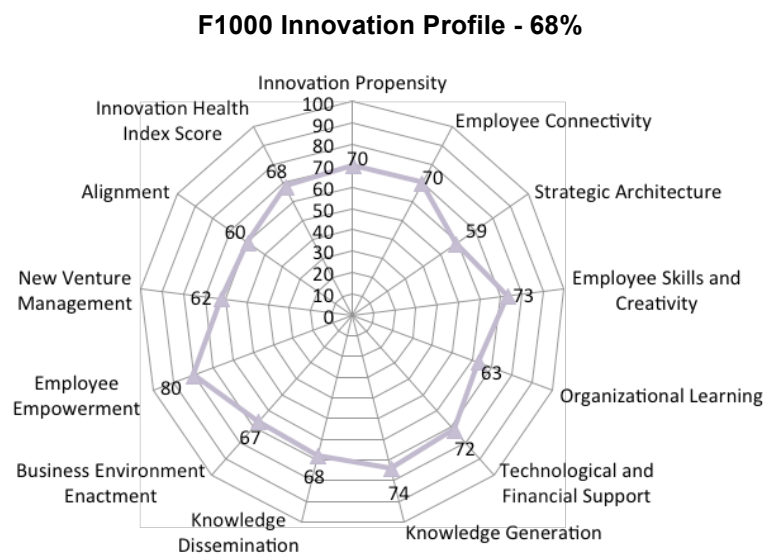 F1000 Innovation Profile - 68%
Innovation Propensity
Innovation Health
Index Score
Employee Connectivity
Alignment
Strategic Architecture
New Venture
Management
Employee Skills and
Creativity
Employee
Empowerment
Organizational Learning
Business Environment
Enactment
Technological and
Financial Support
Knowledge
Dissemination
Knowledge Generation
100
90
80
70
60
50
40
30
20
10
0
70
70
59
73
63
72
74
68
67
80
62
60
68